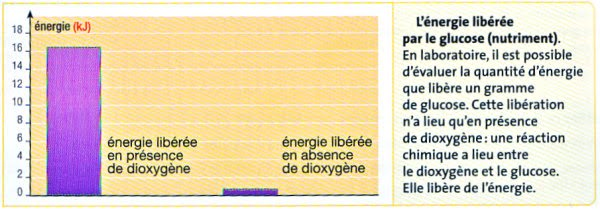 énergie (kJ)
18
16
14
12
10
8
6
4
2
0
énergie libérée
en présence
de dioxygène
énergie libérée
en absence
de dioxygène
L'énergie libérée
par le glucose (nutriment).
En laboratoire, il est possible
d'évaluer la quantité d'énergie
que libère un gramme
de glucose. Cette libération
n'a lieu qu'en présence
de dioxygène : une réaction
chimique a lieu entre
le dioxygène et le glucose.
Elle libère de l'énergie.